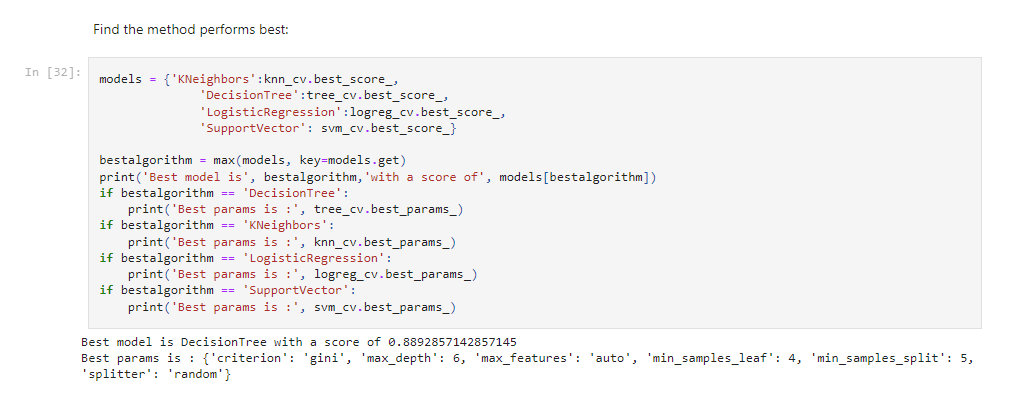 Find the method performs best:
In [32]:
models = {'KNeighbors':knn_cv.best_score_,
'DecisionTree':tree_cv.best_score_,
'LogisticRegression':logreg_cv.best_score_,
'SupportVector': svm_cv.best_score_}
bestalgorithm = max(models, key=models.get)
print('Best model is', bestalgorithm,'with a score of', models[bestalgorithm])
if bestalgorithm == 'DecisionTree':
print('Best params is :', tree_cv.best_params_)
if bestalgorithm == 'KNeighbors':
print('Best params is :', knn_cv.best_params_)
if bestalgorithm == 'LogisticRegression':
print('Best params is :', logreg_cv.best_params_)
if bestalgorithm == 'SupportVector':
print('Best params is :', svm_cv.best_params_)
Best model is DecisionTree with a score of 0.8892857142857145
Best params is : {'criterion': 'gini', 'max_depth': 6, 'max_features': 'auto', 'min_samples_leaf': 4, 'min_samples_split': 5,
'splitter': 'random'}